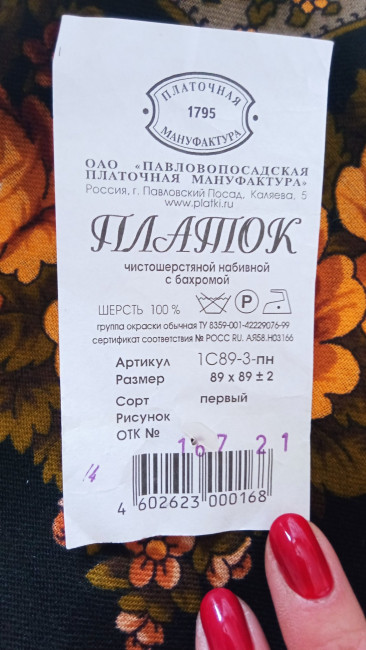 ПЛАТОЧНАЯ
1795
МАНУФАКТУРА
ОАО «ПАВЛОВОПОСАДСКАЯ
ПЛАТОЧНАЯ МАНУФАКТУРА»
Россия, г. Павловский Посад, Каляева, 5
www.platki.ru
ПЛАТОК
чистошерстяной набивной
с бахромой
ШЕРСТЬ 100 % P
группа окраски обычная ТУ 8359-001-42229076-99
сертификат соответствия № РОСС RU. АЯ58.Н03166
Артикул 1С89-3-пн
Размер 89 х 89 ± 2
Сорт первый
Рисунок
ОТК № 167 21
4 602623 000168